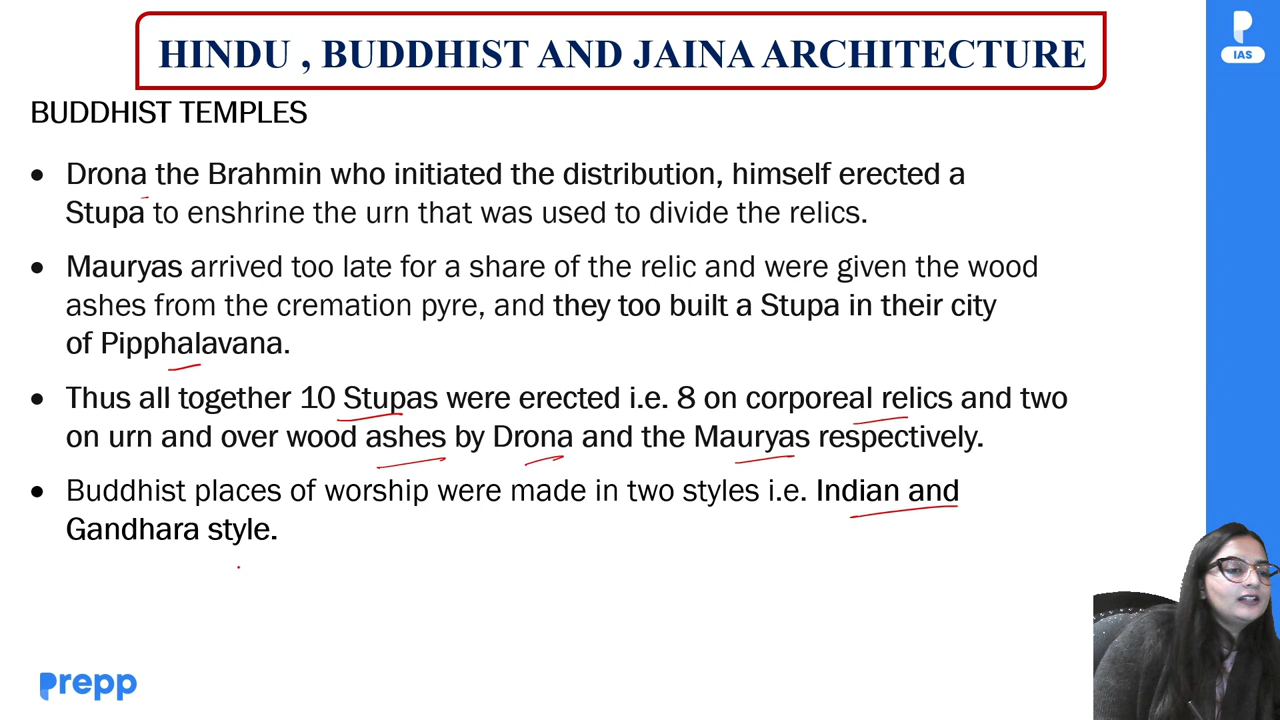 HINDU , BUDDHIST AND JAINA ARCHITECTURE
IAS
BUDDHIST TEMPLES
• Drona the Brahmin who initiated the distribution, himself erected a
Stupa to enshrine the urn that was used to divide the relics.
• Mauryas arrived too late for a share of the relic and were given the wood
ashes from the cremation pyre, and they too built a Stupa in their city
of Pipphalavana.
• Thus all together 10 Stupas were erected i.e. 8 on corporeal relics and two
on urn and over wood ashes by Drona and the Mauryas respectively.
• Buddhist places of worship were made in two styles i.e. Indian and
Gandhara style.
prepp